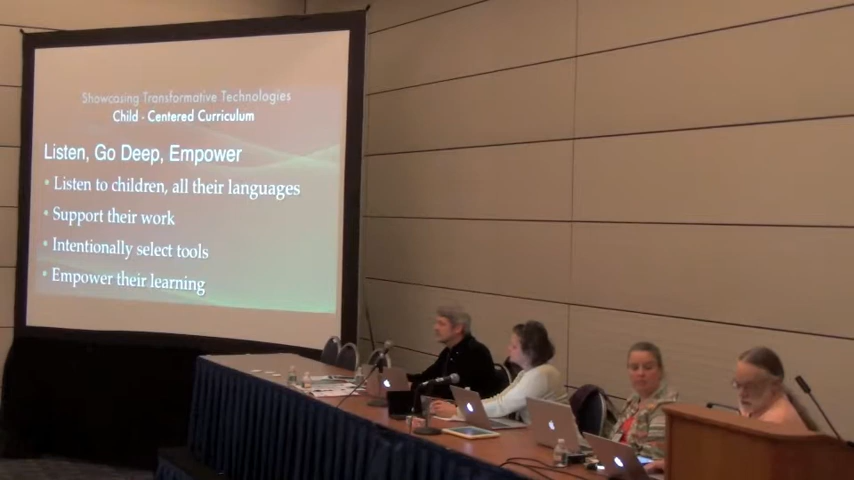 Showcasing Transformative Technologies
Child - Centered Curriculum
Listen, Go Deep, Empower
• Listen to children, all their languages
• Support their work
• Intentionally select tools
• Empower their learning